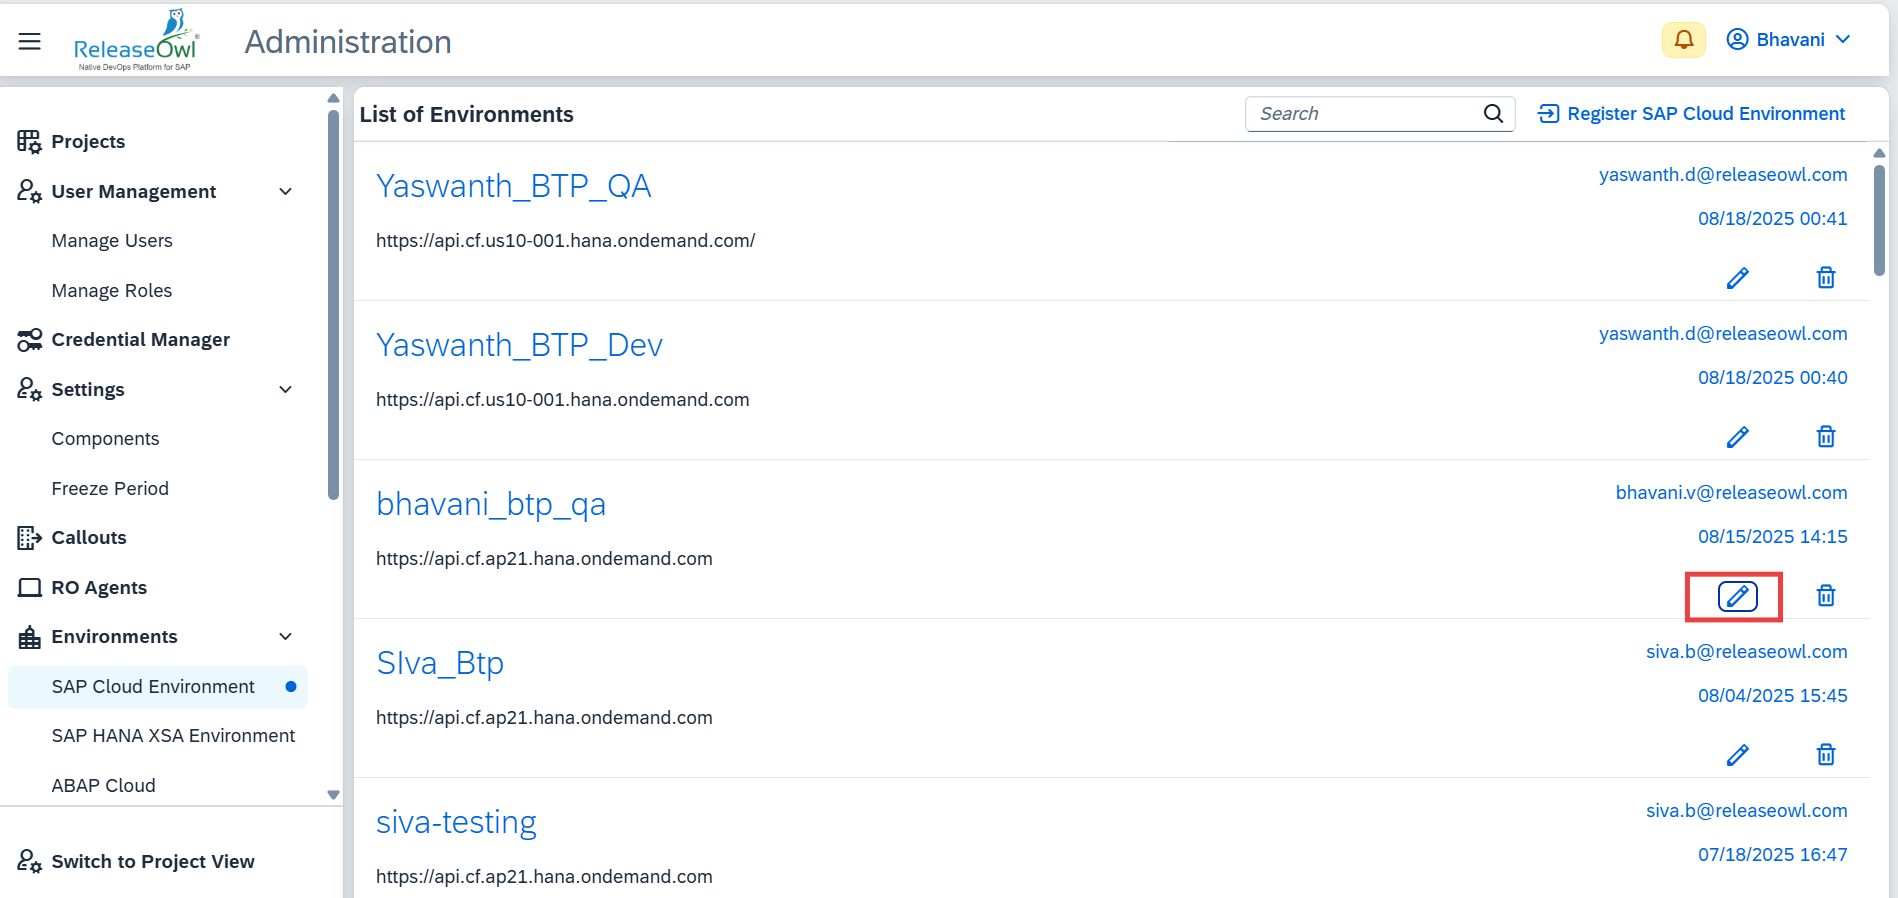 ReleaseOwl®
Native DevOps Platform for SAP
Administration
Bhavani
Projects
User Management
Manage Users
Manage Roles
Credential Manager
Settings
Components
Freeze Period
Callouts
RO Agents
Environments
SAP Cloud Environment
SAP HANA XSA Environment
ABAP Cloud
Switch to Project View
List of Environments
Search
Register SAP Cloud Environment
Yaswanth_BTP_QA
yaswanth.d@releaseowl.com
08/18/2025 00:41
https://api.cf.us10-001.hana.ondemand.com/
Yaswanth_BTP_Dev
yaswanth.d@releaseowl.com
08/18/2025 00:40
https://api.cf.us10-001.hana.ondemand.com
bhavani_btp_qa
bhavani.v@releaseowl.com
08/15/2025 14:15
https://api.cf.ap21.hana.ondemand.com
SIva_Btp
siva.b@releaseowl.com
08/04/2025 15:45
https://api.cf.ap21.hana.ondemand.com
siva-testing
siva.b@releaseowl.com
07/18/2025 16:47
https://api.cf.ap21.hana.ondemand.com